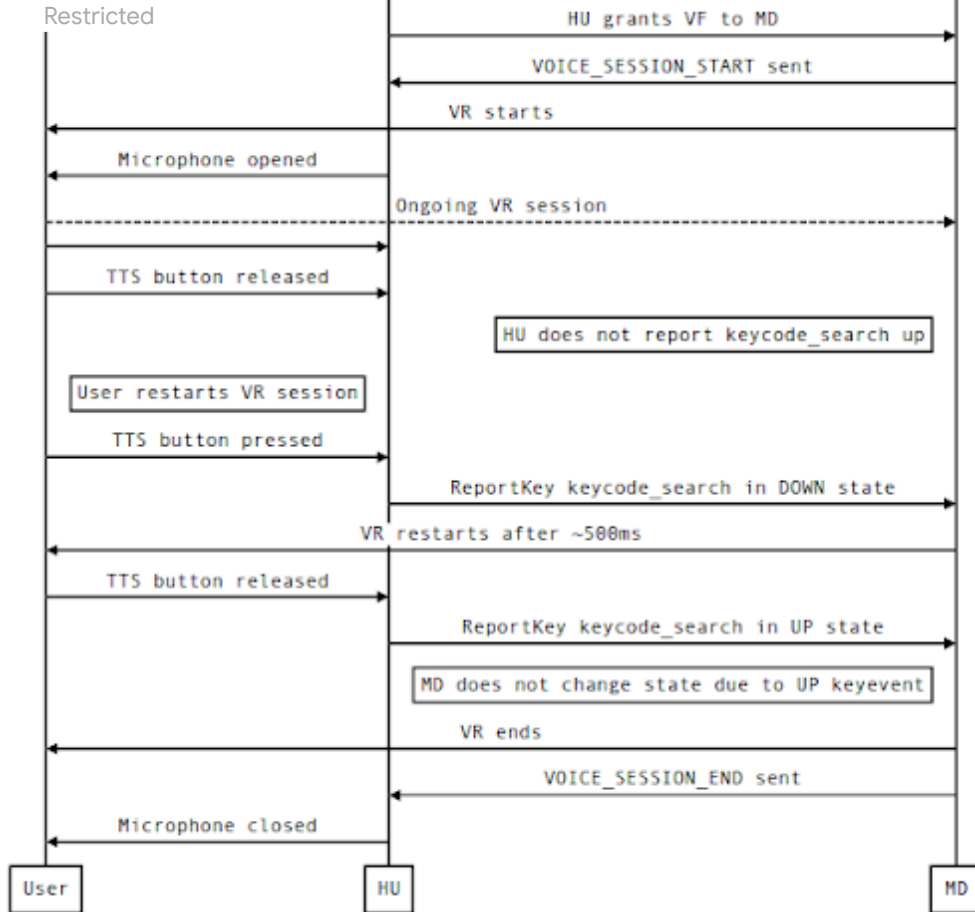 Restricted
HU grants VF to MD
VOICE_SESSION_START sent
VR starts
Microphone opened
Ongoing VR session
TTS button released
HU does not report keycode_search up
User restarts VR session
TTS button pressed
ReportKey keycode_search in DOWN state
VR restarts after ~500ms
TTS button released
ReportKey keycode_search in UP state
MD does not change state due to UP keyevent
VR ends
VOICE_SESSION_END sent
Microphone closed
User HU MD